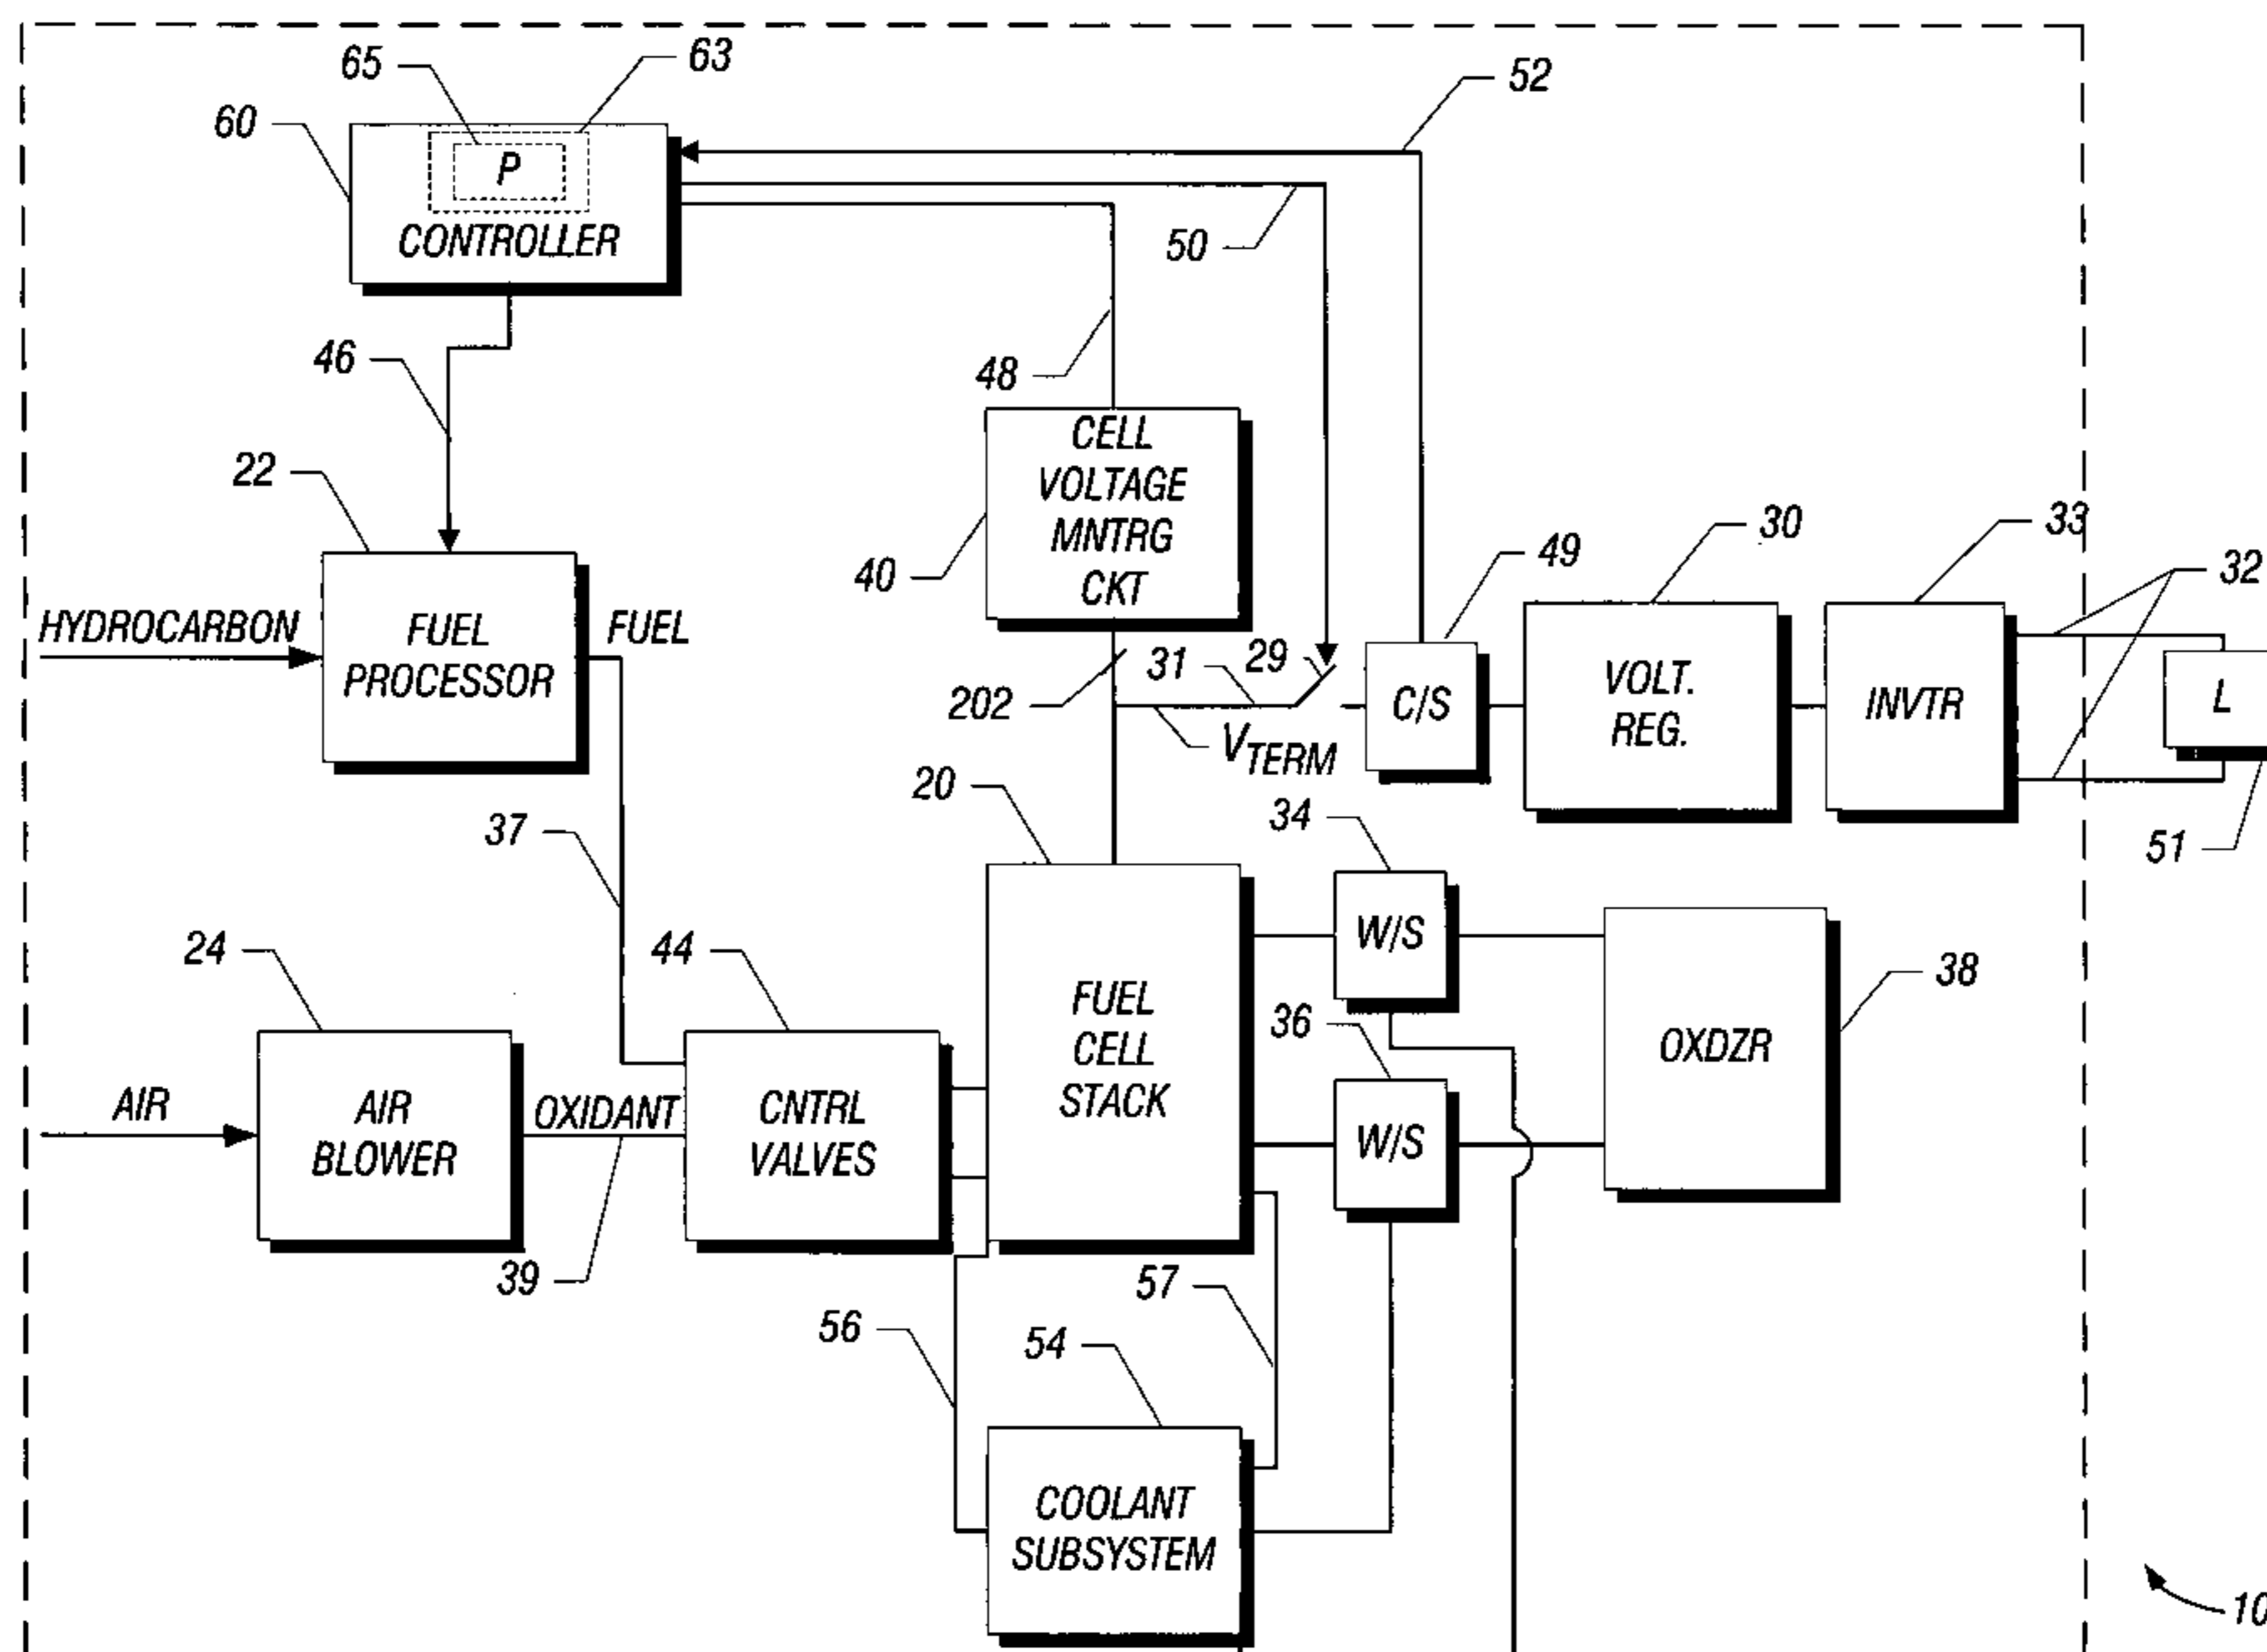 65
63
52
60
P
CONTROLLER
50
46
48
CELL
VOLTAGE
MNTRG
CKT
22
40
30
33
49
32
HYDROCARBON
FUEL
PROCESSOR
FUEL
31
29
202
C/S
VOLT.
REG.
INVTR
L
VTERM
20
34
37
51
24
44
W/S
38
FUEL
CELL
STACK
36
OXDZR
AIR
AIR
BLOWER
OXIDANT
CNTRL
VALVES
W/S
39
57
56
54
COOLANT
SUBSYSTEM
10